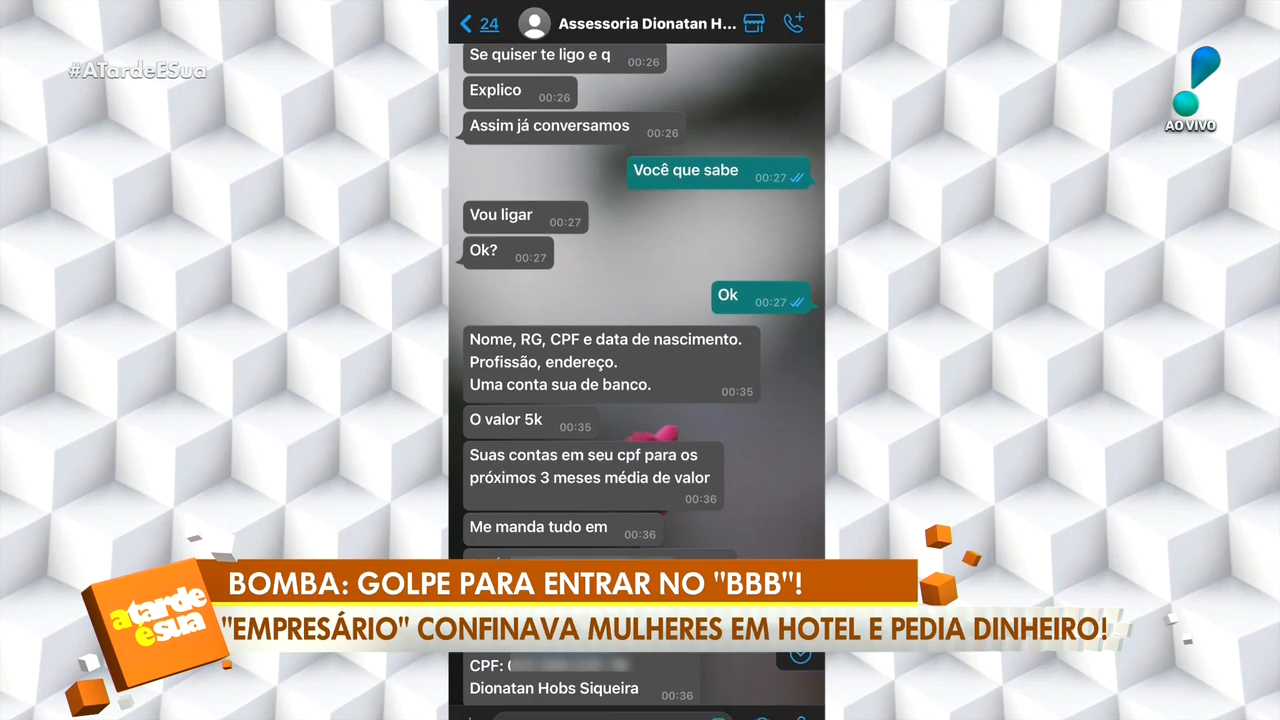 24
Assessoria Dionatan H...
#ATardeÉSua
Se quiser te ligo e q 00:26
Explico 00:26
Assim já conversamos 00:26
AO VIVO
Você que sabe 00:27
Vou ligar 00:27
Ok? 00:27
Ok 00:27
Nome, RG, CPF e data de nascimento.
Profissão, endereço.
Uma conta sua de banco. 00:35
O valor 5k 00:35
Suas contas em seu cpf para os
próximos 3 meses média de valor
00:36
Me manda tudo em 00:36
BOMBA: GOLPE PARA ENTRAR NO "BBB"!
a tarde
é sua
"EMPRESÁRIO" CONFINAVA MULHERES EM HOTEL E PEDIA DINHEIRO!
CPF:
Dionatan Hobs Siqueira 00:36